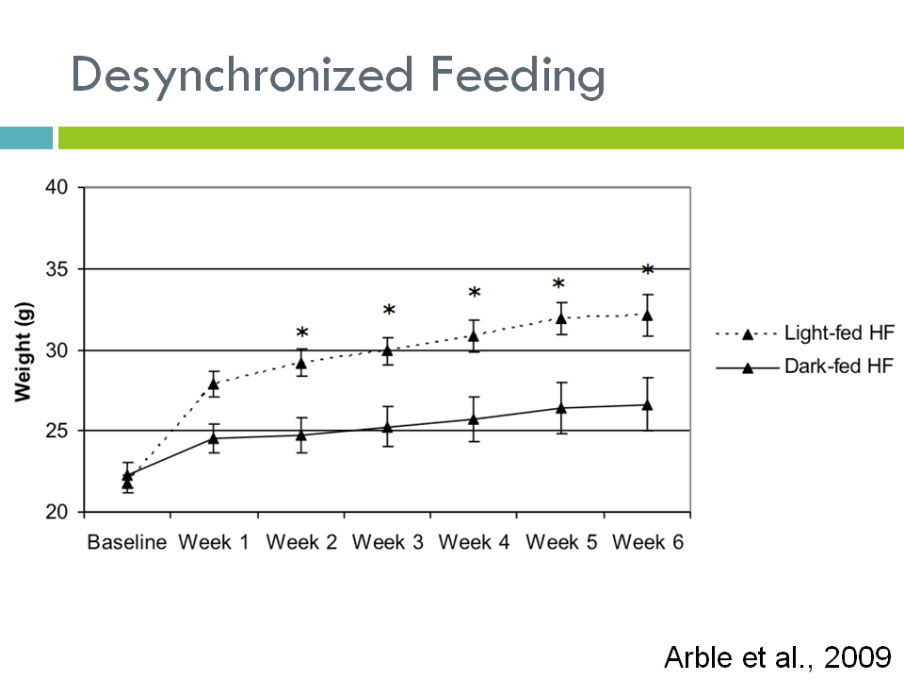 Desynchronized Feeding
40
35
30
25
20
Weight (g)
* * * * *
Baseline Week 1 Week 2 Week 3 Week 4 Week 5 Week 6
Light-fed HF
Dark-fed HF
Arble et al., 2009